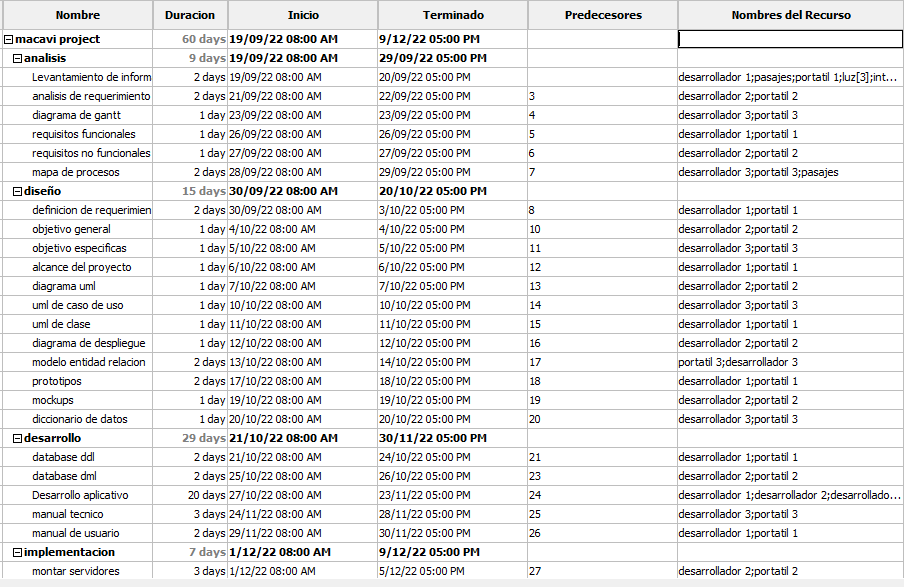 Nombre Duracion Inicio Terminado Predecesores Nombres del Recurso
macavi project 60 days 19/09/22 08:00 AM 9/12/22 05:00 PM
analisis 9 days 19/09/22 08:00 AM 29/09/22 05:00 PM
Levantamiento de inform 2 days 19/09/22 08:00 AM 20/09/22 05:00 PM desarrollador 1;pasajes;portatil 1;luz[3];int...
analisis de requerimiento 2 days 21/09/22 08:00 AM 22/09/22 05:00 PM 3 desarrollador 2;portatil 2
diagrama de gantt 1 day 23/09/22 08:00 AM 23/09/22 05:00 PM 4 desarrollador 3;portatil 3
requisitos funcionales 1 day 26/09/22 08:00 AM 26/09/22 05:00 PM 5 desarrollador 1;portatil 1
requisitos no funcionales 1 day 27/09/22 08:00 AM 27/09/22 05:00 PM 6 desarrollador 2;portatil 2
mapa de procesos 2 days 28/09/22 08:00 AM 29/09/22 05:00 PM 7 desarrollador 3;portatil 3;pasajes
diseño 15 days 30/09/22 08:00 AM 20/10/22 05:00 PM
definicion de requerimien 2 days 30/09/22 08:00 AM 3/10/22 05:00 PM 8 desarrollador 1;portatil 1
objetivo general 1 day 4/10/22 08:00 AM 4/10/22 05:00 PM 10 desarrollador 2;portatil 2
objetivo especificas 1 day 5/10/22 08:00 AM 5/10/22 05:00 PM 11 desarrollador 3;portatil 3
alcance del proyecto 1 day 6/10/22 08:00 AM 6/10/22 05:00 PM 12 desarrollador 1;portatil 1
diagrama uml 1 day 7/10/22 08:00 AM 7/10/22 05:00 PM 13 desarrollador 2;portatil 2
uml de caso de uso 1 day 10/10/22 08:00 AM 10/10/22 05:00 PM 14 desarrollador 3;portatil 3
uml de clase 1 day 11/10/22 08:00 AM 11/10/22 05:00 PM 15 desarrollador 1;portatil 1
diagrama de despliegue 1 day 12/10/22 08:00 AM 12/10/22 05:00 PM 16 desarrollador 2;portatil 2
modelo entidad relacion 2 days 13/10/22 08:00 AM 14/10/22 05:00 PM 17 portatil 3;desarrollador 3
prototipos 2 days 17/10/22 08:00 AM 18/10/22 05:00 PM 18 desarrollador 1;portatil 1
mockups 1 day 19/10/22 08:00 AM 19/10/22 05:00 PM 19 desarrollador 2;portatil 2
diccionario de datos 1 day 20/10/22 08:00 AM 20/10/22 05:00 PM 20 desarrollador 3;portatil 3
desarrollo 29 days 21/10/22 08:00 AM 30/11/22 05:00 PM
database ddl 2 days 21/10/22 08:00 AM 24/10/22 05:00 PM 21 desarrollador 1;portatil 1
database dml 2 days 25/10/22 08:00 AM 26/10/22 05:00 PM 23 desarrollador 2;portatil 2
Desarrollo aplicativo 20 days 27/10/22 08:00 AM 23/11/22 05:00 PM 24 desarrollador 1;desarrollador 2;desarrollado...
manual tecnico 3 days 24/11/22 08:00 AM 28/11/22 05:00 PM 25 desarrollador 3;portatil 3
manual de usuario 2 days 29/11/22 08:00 AM 30/11/22 05:00 PM 26 desarrollador 1;portatil 1
implementacion 7 days 1/12/22 08:00 AM 9/12/22 05:00 PM
montar servidores 3 days 1/12/22 08:00 AM 5/12/22 05:00 PM 27 desarrollador 2;portatil 2